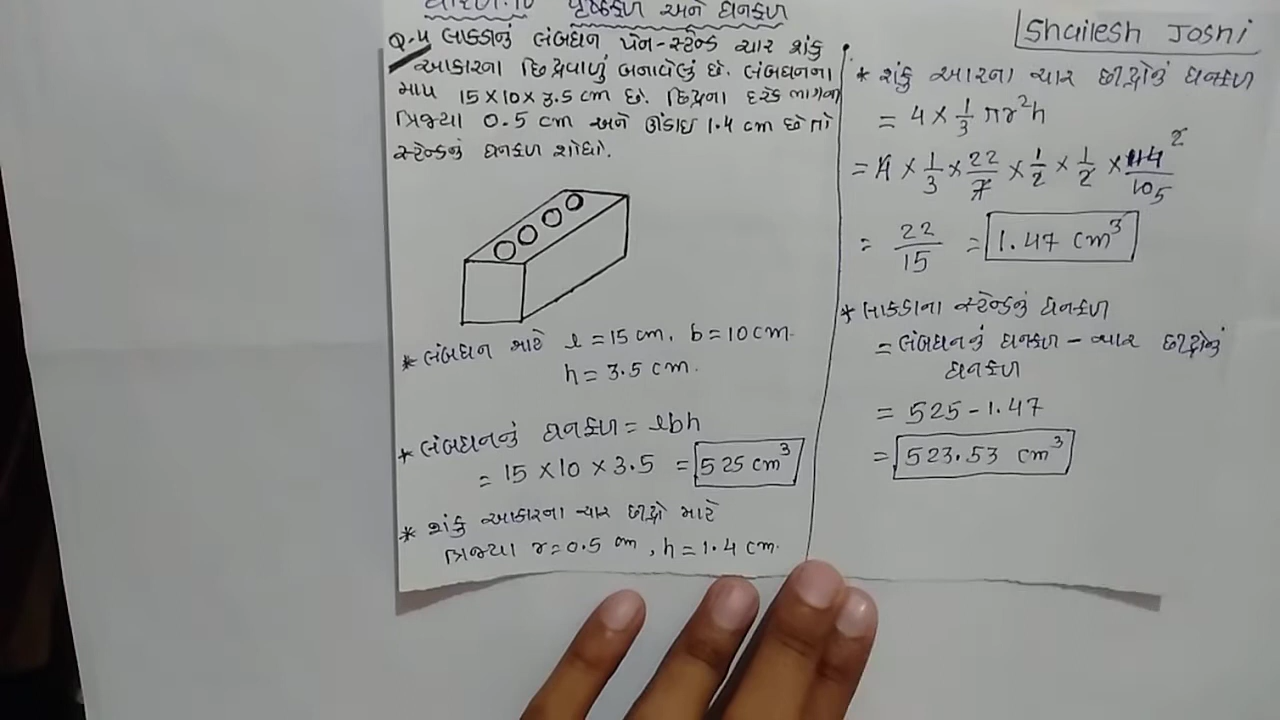 પૃષ્ઠફળ અને ઘનફળ
Shailesh Joshi
Q-4 લાકડાનું લંબઘન પેન-સ્ટેન્ડ ચાર શંકુ
આકારના છિદ્રોવાળું બનાવેલું છે. લંબઘનના
માપ 15 x 10 x 3.5 cm છે. છિદ્રના દરેક ભાગની
ત્રિજ્યા 0.5 cm અને ઊંડાઇ 1.4 cm છે તો
સ્ટેન્ડનું ઘનફળ શોધો.
* લંબઘન માટે l = 15 cm, b = 10 cm.
h = 3.5 cm.
* લંબઘનનું ઘનફળ = lbh
= 15 x 10 x 3.5 = 525 cm³
* શંકુ આકારના ચાર છીદ્રો માટે
ત્રિજ્યા r = 0.5 cm, h = 1.4 cm.
* શંકુ આકારના ચાર છીદ્રોનું ઘનફળ
= 4 x 1/3 πr²h
= 4 x 1/3 x 22/7 x 1/2 x 1/2 x 14 2/10 5
= 22/15 = 1.47 cm³
* લાકડાના સ્ટેન્ડનું ઘનફળ
= લંબઘનનું ઘનફળ - ચાર છીદ્રોનું
ઘનફળ
= 525 - 1.47
= 523.53 cm³